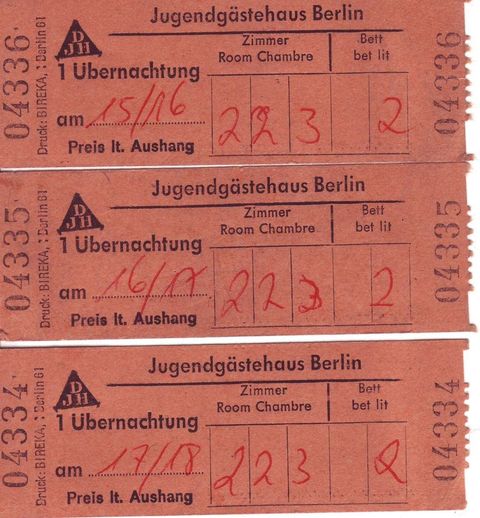 04336
Druck: BIREKA, 1 Berlin 61
DJH
Jugendgästehaus Berlin
Zimmer
Room Chambre
Bett
bet lit
1 Übernachtung
am 15/16
2 2 3 2
Preis lt. Aushang
04336
04335
Druck: BIREKA, 1 Berlin 61
DJH
Jugendgästehaus Berlin
Zimmer
Room Chambre
Bett
bet lit
1 Übernachtung
am 16/17
2 2 3 2
Preis lt. Aushang
04335
04334
Druck: BIREKA, 1 Berlin 61
DJH
Jugendgästehaus Berlin
Zimmer
Room Chambre
Bett
bet lit
1 Übernachtung
am 17/18
2 2 3 2
Preis lt. Aushang
04334